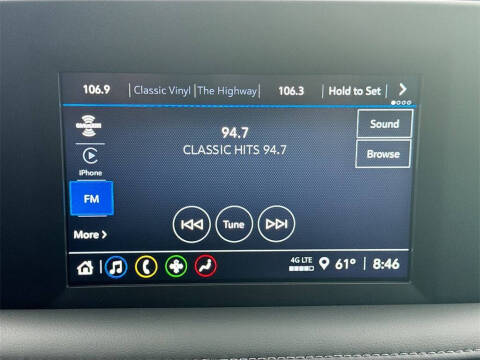 106.9 | Classic Vinyl | The Highway | 106.3 | Hold to Set | >
SIRIUSXM
94.7
CLASSIC HITS 94.7
Sound
Browse
iPhone
FM
Tune
More >
4G LTE
61° | 8:46